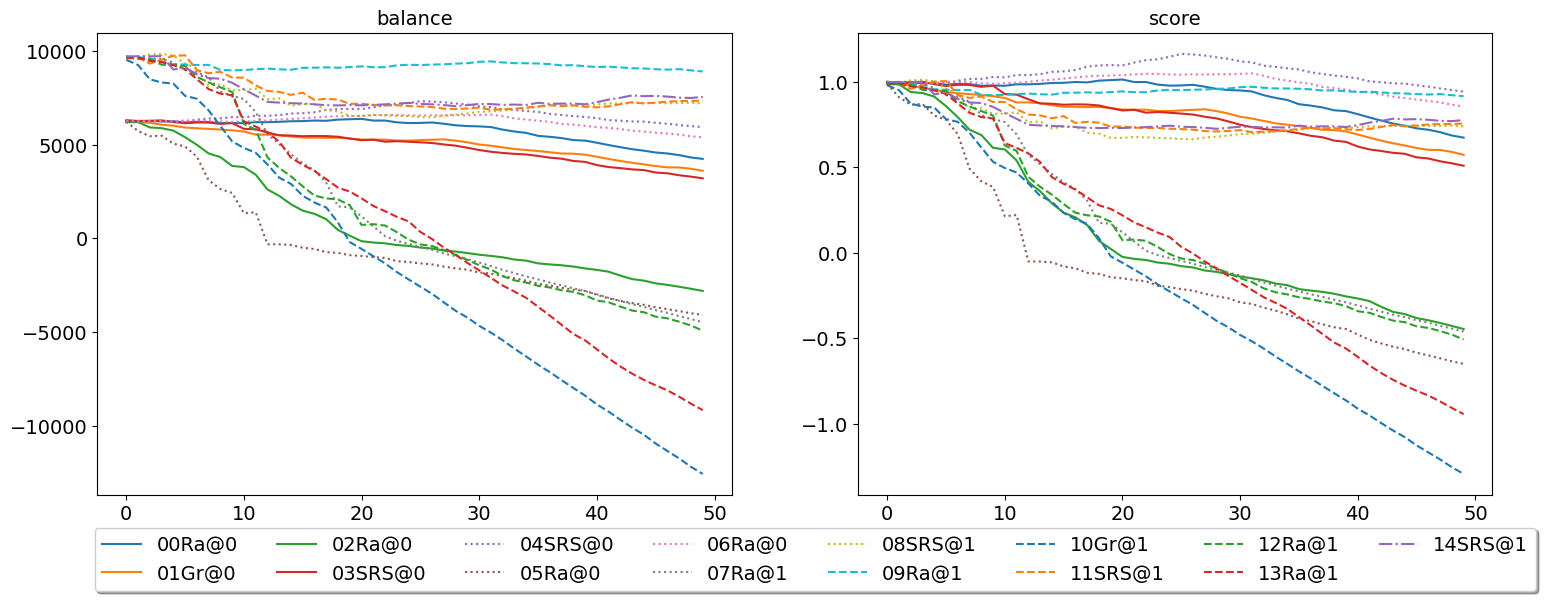 balance score
10000
5000
0
−5000
−10000
0 10 20 30 40 50
1.0
0.5
0.0
−0.5
−1.0
0 10 20 30 40 50
00Ra@0 02Ra@0 04SRS@0 06Ra@0 08SRS@1 10Gr@1 12Ra@1 14SRS@1
01Gr@0 03SRS@0 05Ra@0 07Ra@1 09Ra@1 11SRS@1 13Ra@1